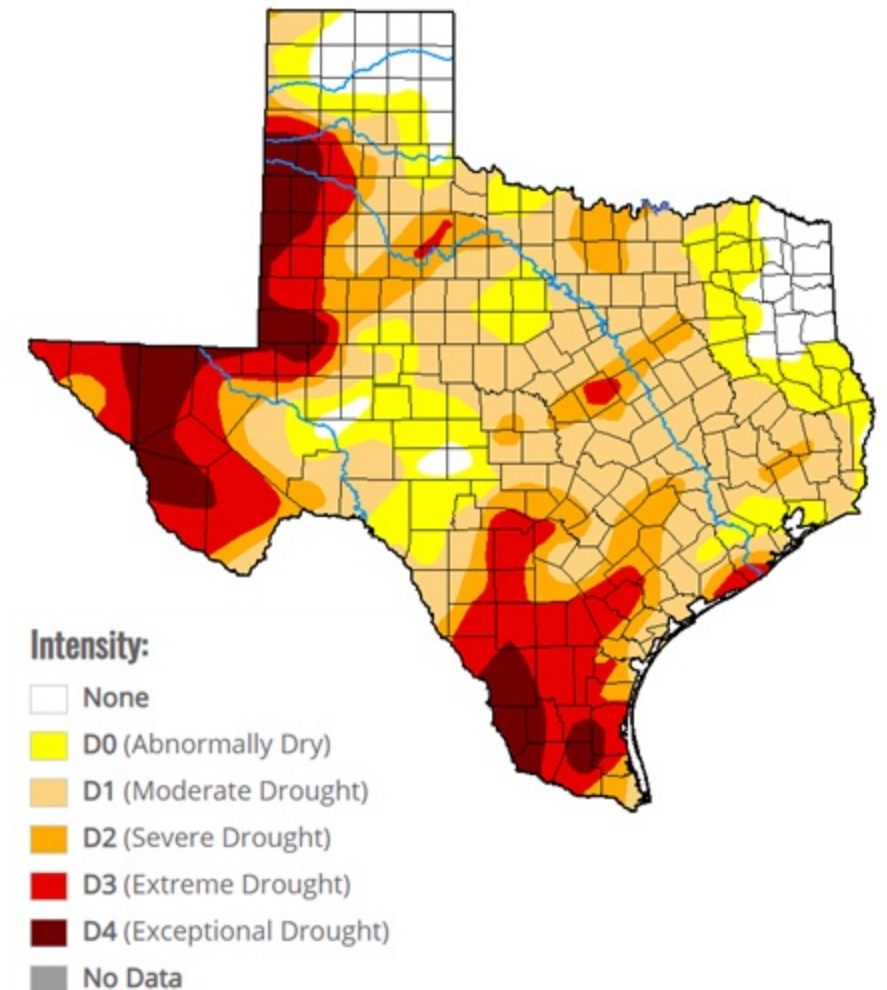 Intensity:
None
D0 (Abnormally Dry)
D1 (Moderate Drought)
D2 (Severe Drought)
D3 (Extreme Drought)
D4 (Exceptional Drought)
No Data